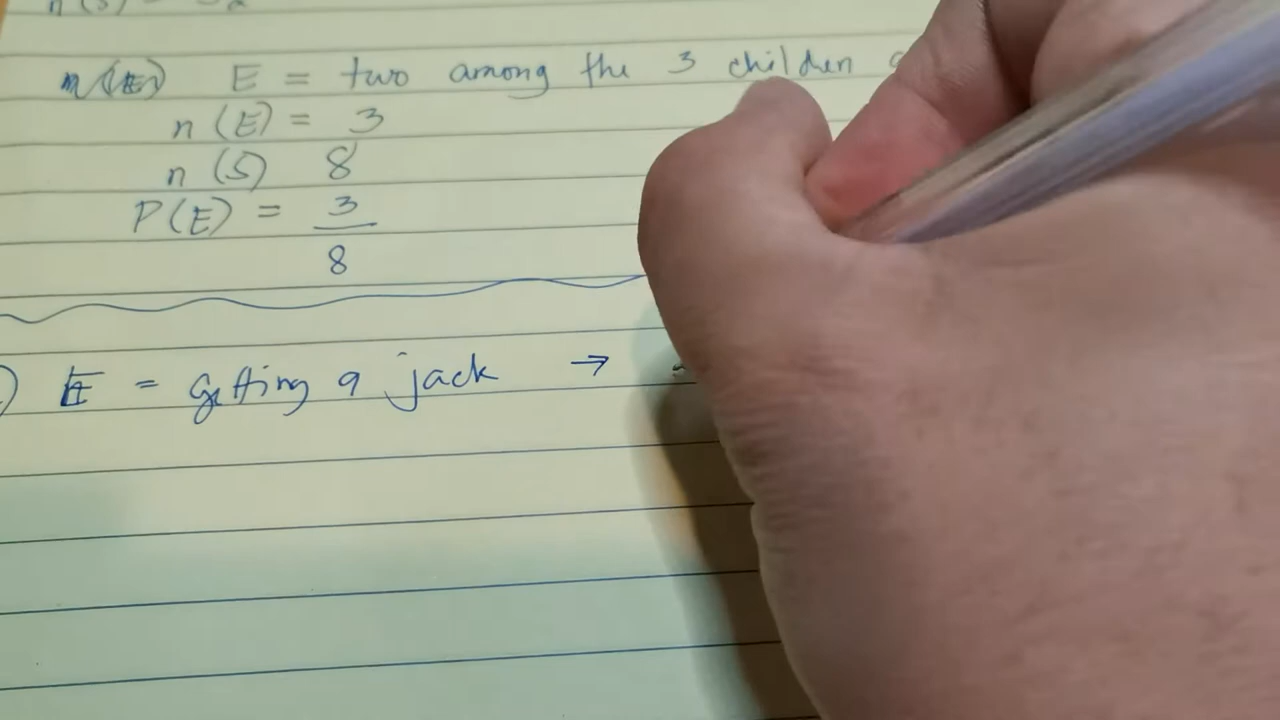 n(S) =
E = two among the 3 children
n(E) = 3
n(S) 8
P(E) = 3
8
) E = getting a jack →